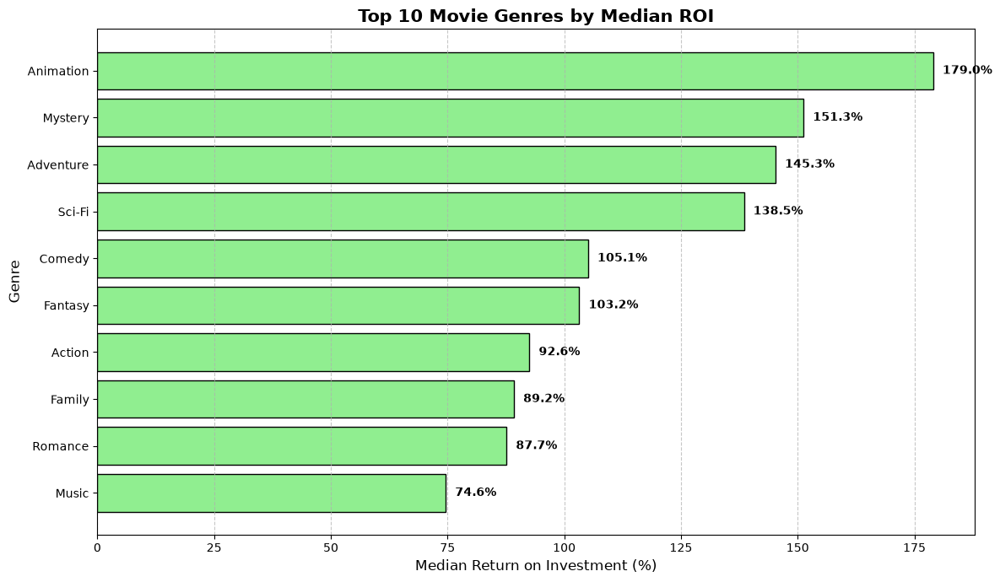 Top 10 Movie Genres by Median ROI
Animation 179.0%
Mystery 151.3%
Adventure 145.3%
Sci-Fi 138.5%
Comedy 105.1%
Fantasy 103.2%
Action 92.6%
Family 89.2%
Romance 87.7%
Music 74.6%
Genre
0 25 50 75 100 125 150 175
Median Return on Investment (%)